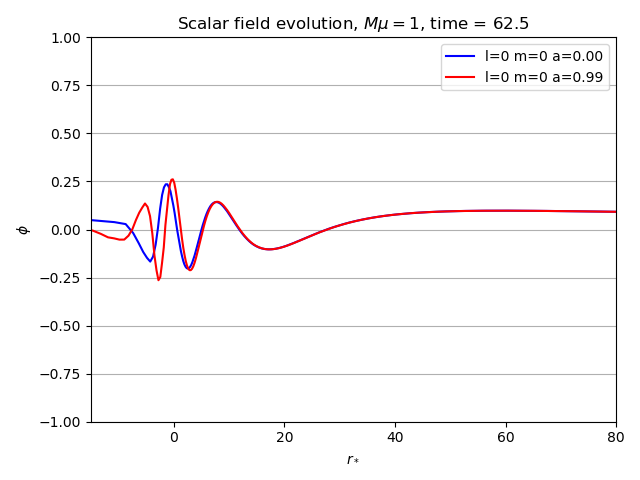 Scalar field evolution, Mμ = 1, time = 62.5
1.00
l=0 m=0 a=0.00
l=0 m=0 a=0.99
0.75
0.50
0.25
0.00
−0.25
−0.50
−0.75
−1.00
ϕ
0 20 40 60 80
r*